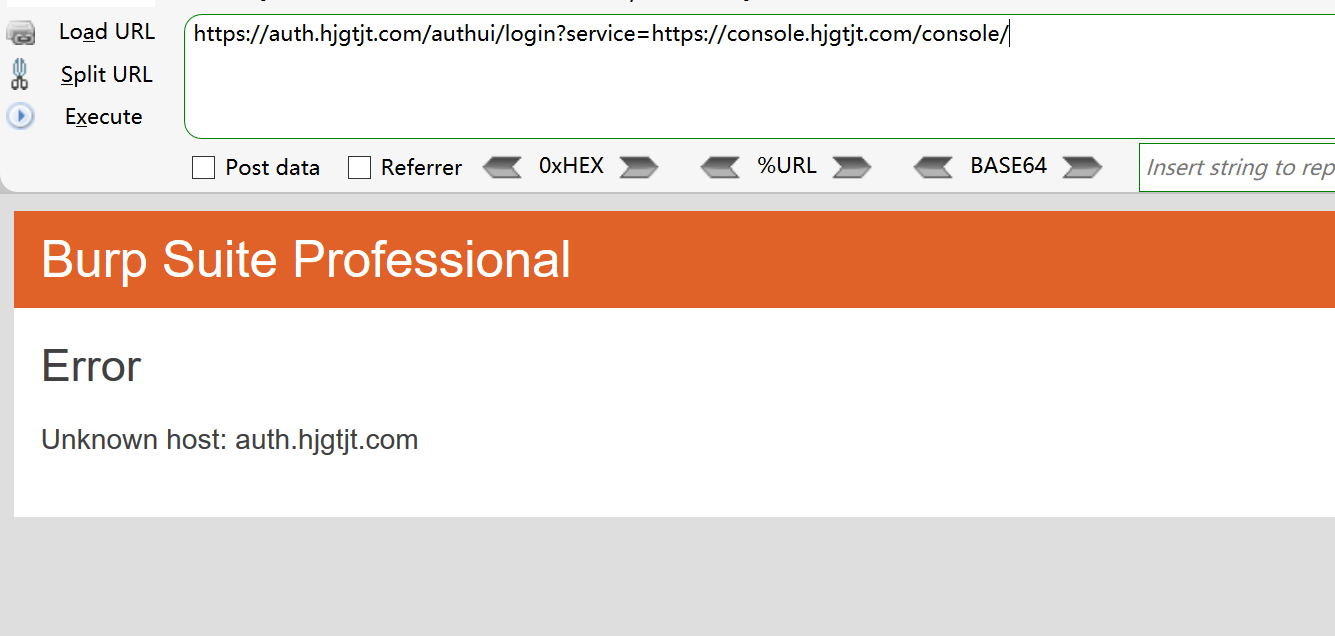 Load URL
https://auth.hjgtjt.com/authui/login?service=https://console.hjgtjt.com/console/
Split URL
Execute
Post data Referrer 0xHEX %URL BASE64 Insert string to rep
Burp Suite Professional
Error
Unknown host: auth.hjgtjt.com